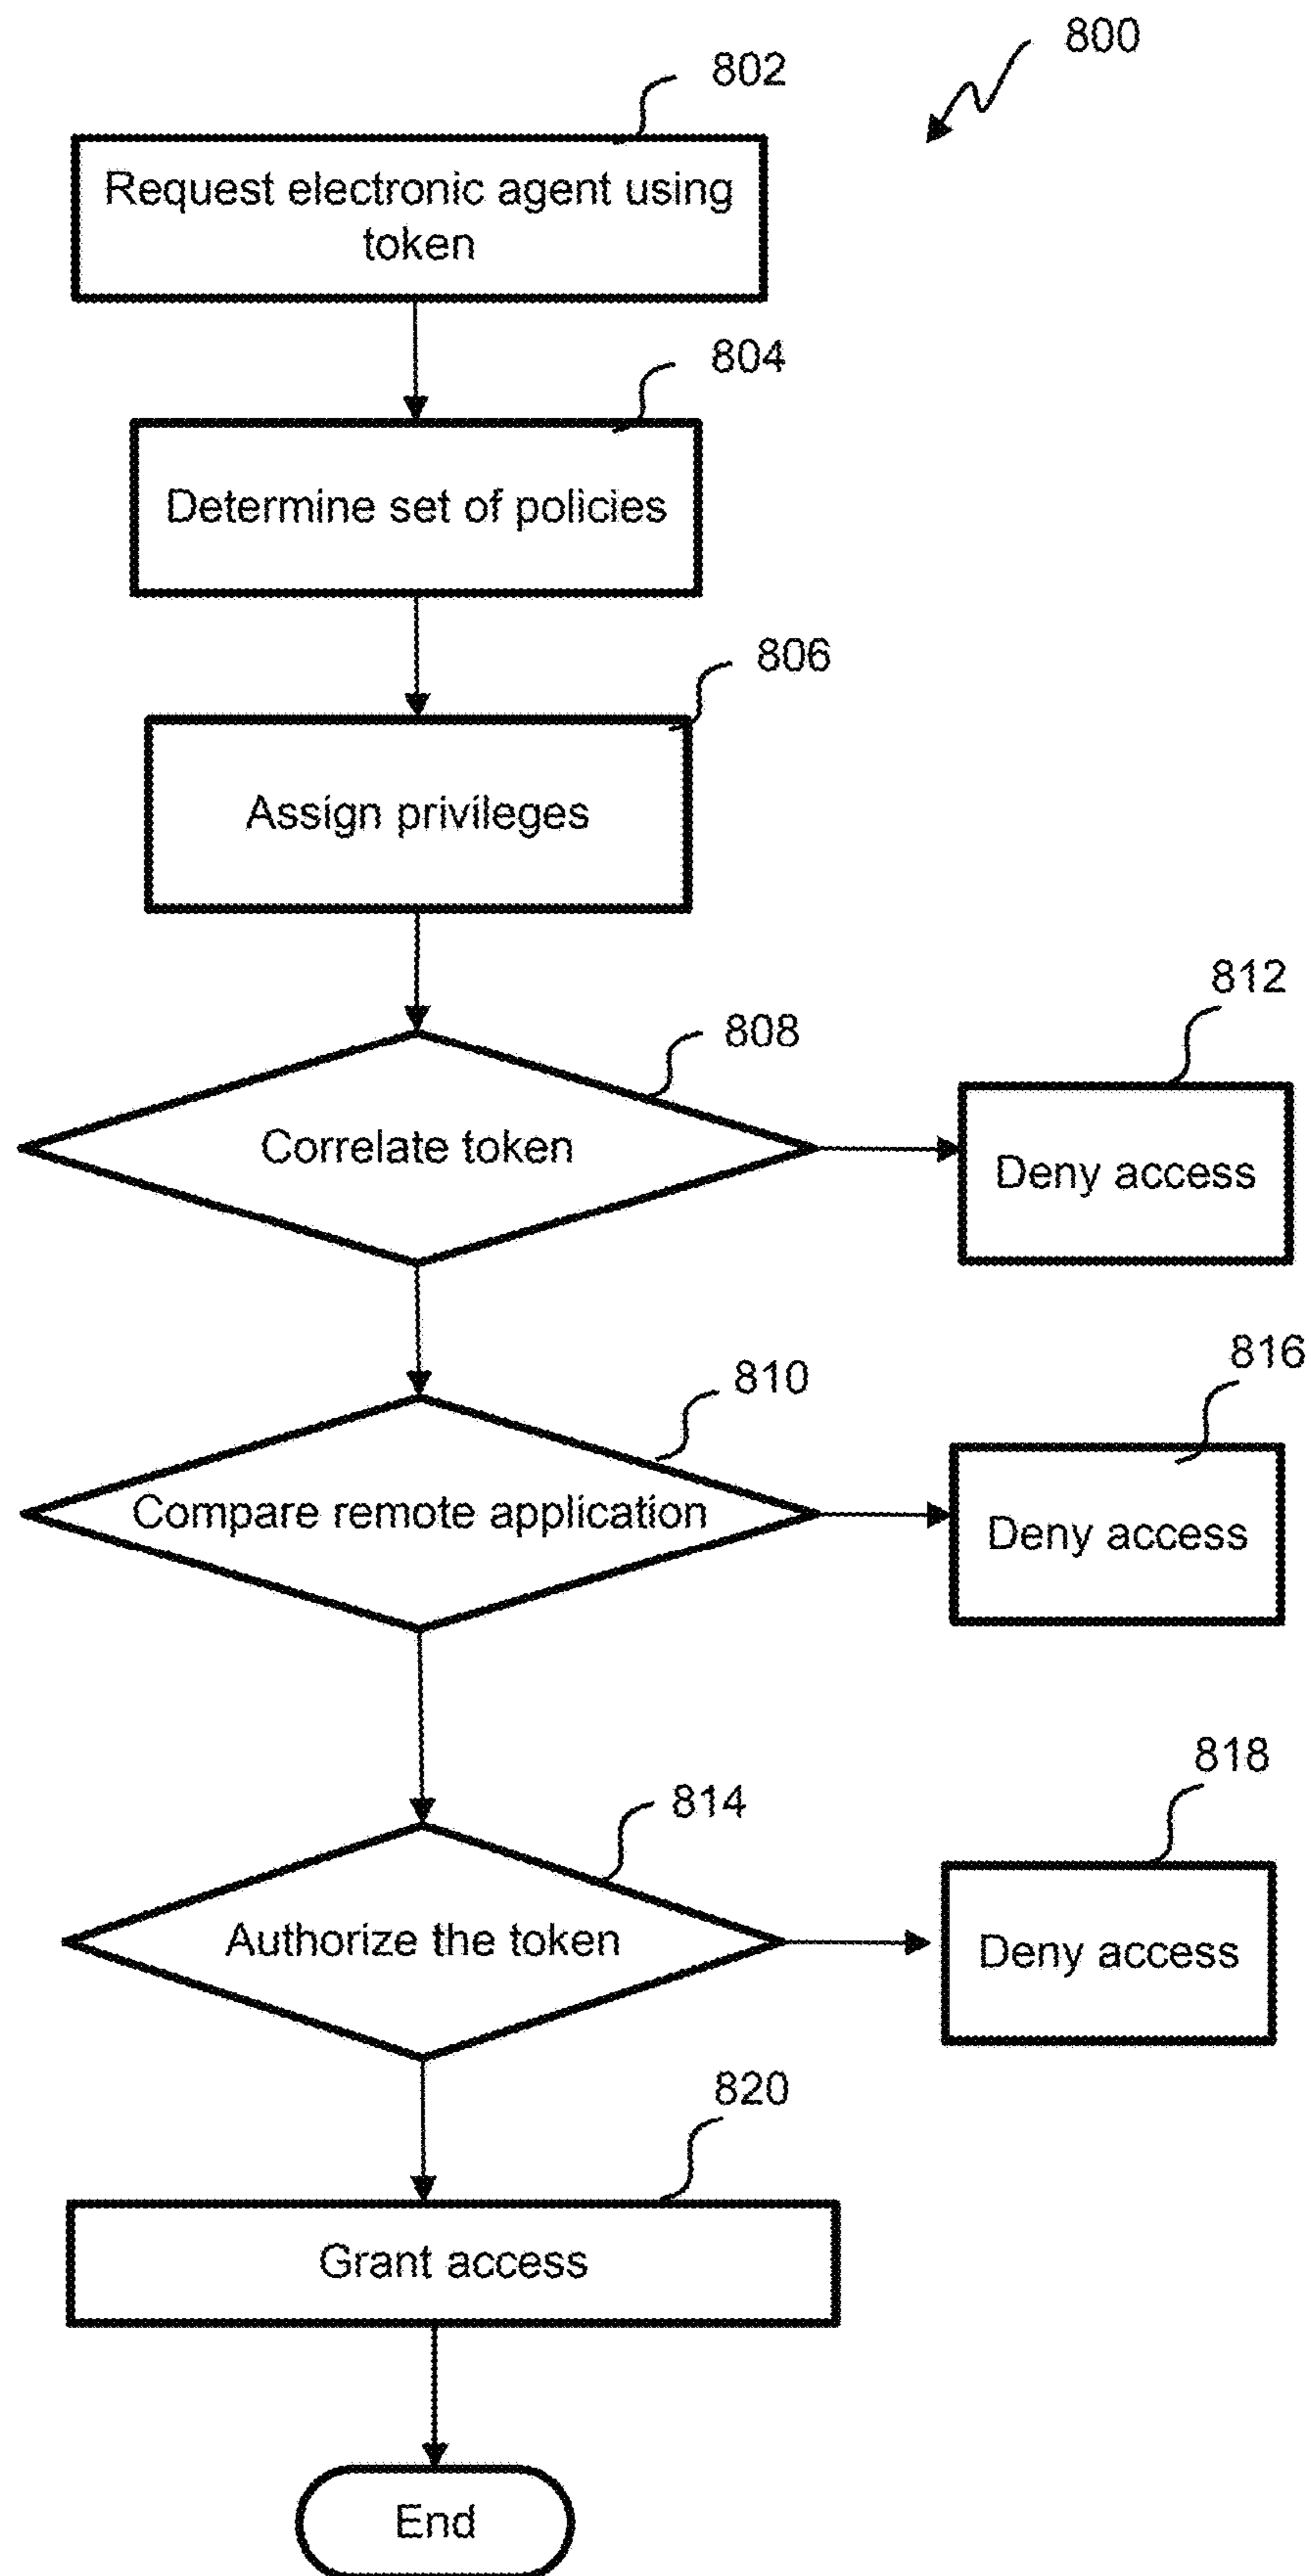 800
802
Request electronic agent using
token
804
Determine set of policies
806
Assign privileges
808
Correlate token
812
Deny access
810
Compare remote application
816
Deny access
814
Authorize the token
818
Deny access
820
Grant access
End